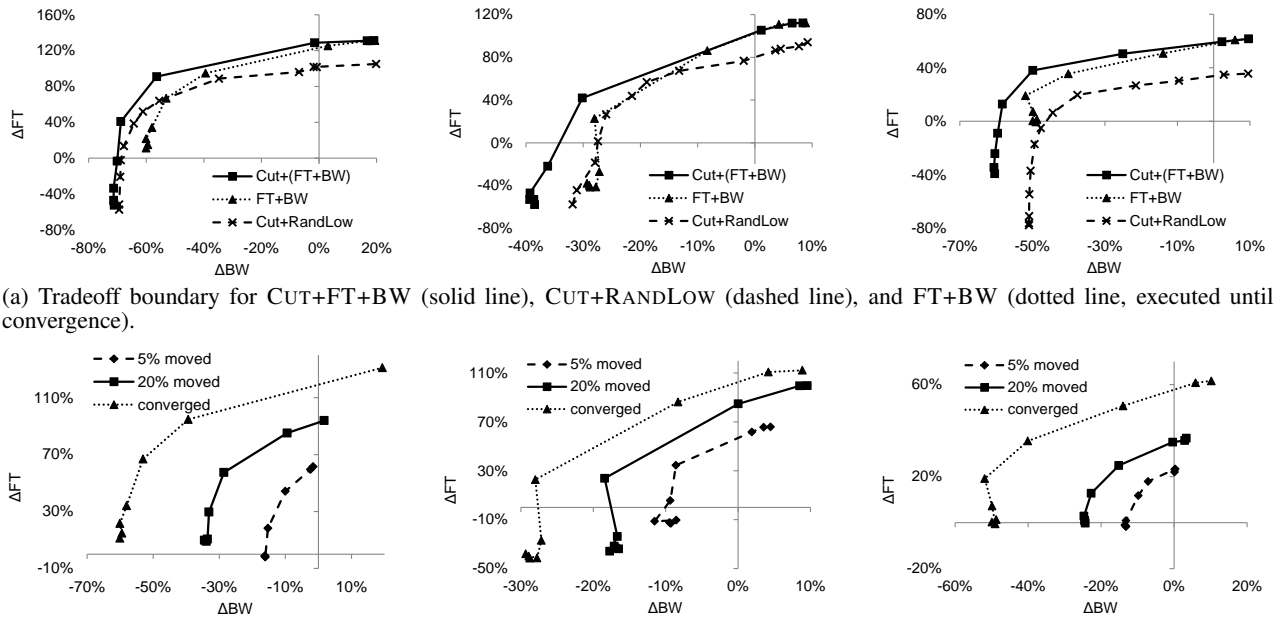 160%
120%
80%
40%
0%
-40%
-80%
ΔFT
-80% -60% -40% -20% 0% 20%
ΔBW
Cut+(FT+BW)
FT+BW
Cut+RandLow
120%
80%
40%
0%
-40%
-80%
ΔFT
-40% -30% -20% -10% 0% 10%
ΔBW
Cut+(FT+BW)
FT+BW
Cut+RandLow
80%
40%
0%
-40%
-80%
ΔFT
-70% -50% -30% -10% 10%
ΔBW
Cut+(FT+BW)
FT+BW
Cut+RandLow
(a) Tradeoff boundary for CUT+FT+BW (solid line), CUT+RANDLOW (dashed line), and FT+BW (dotted line, executed until
convergence).
5% moved
20% moved
converged
110%
70%
30%
-10%
ΔFT
-70% -50% -30% -10% 10%
ΔBW
5% moved
20% moved
converged
110%
70%
30%
-10%
-50%
ΔFT
-30% -20% -10% 0% 10%
ΔBW
5% moved
20% moved
converged
60%
20%
-20%
ΔFT
-60% -40% -20% 0% 20%
ΔBW